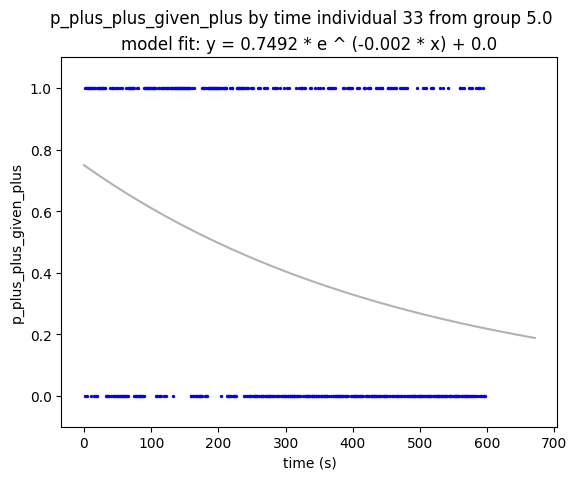 p_plus_plus_given_plus by time individual 33 from group 5.0
model fit: y = 0.7492 * e ^ (-0.002 * x) + 0.0
1.0
0.8
0.6
0.4
0.2
0.0
p_plus_plus_given_plus
0 100 200 300 400 500 600 700
time (s)